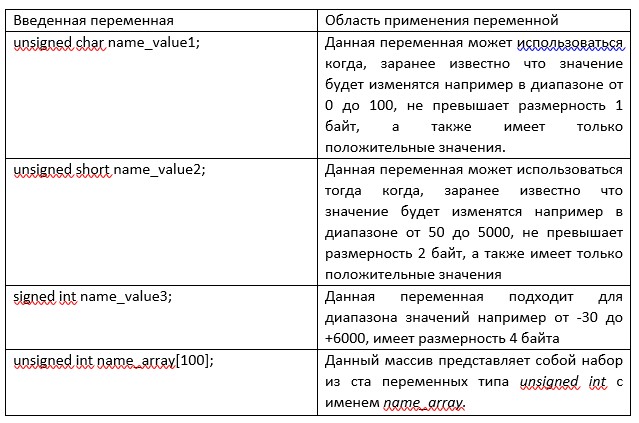 Введенная переменная
Область применения переменной
unsigned char name_value1;
Данная переменная может использоваться
когда, заранее известно что значение
будет изменятся например в диапазоне от
0 до 100, не превышает размерность 1
байт, а также имеет только
положительные значения.
unsigned short name_value2;
Данная переменная может использоваться
тогда когда, заранее известно что
значение будет изменятся например в
диапазоне от 50 до 5000, не превышает
размерность 2 байт, а также имеет только
положительные значения
signed int name_value3;
Данная переменная подходит для
диапазона значений например от -30 до
+6000, имеет размерность 4 байта
unsigned int name_array[100];
Данный массив представляет собой набор
из ста переменных типа unsigned int с
именем name_array.